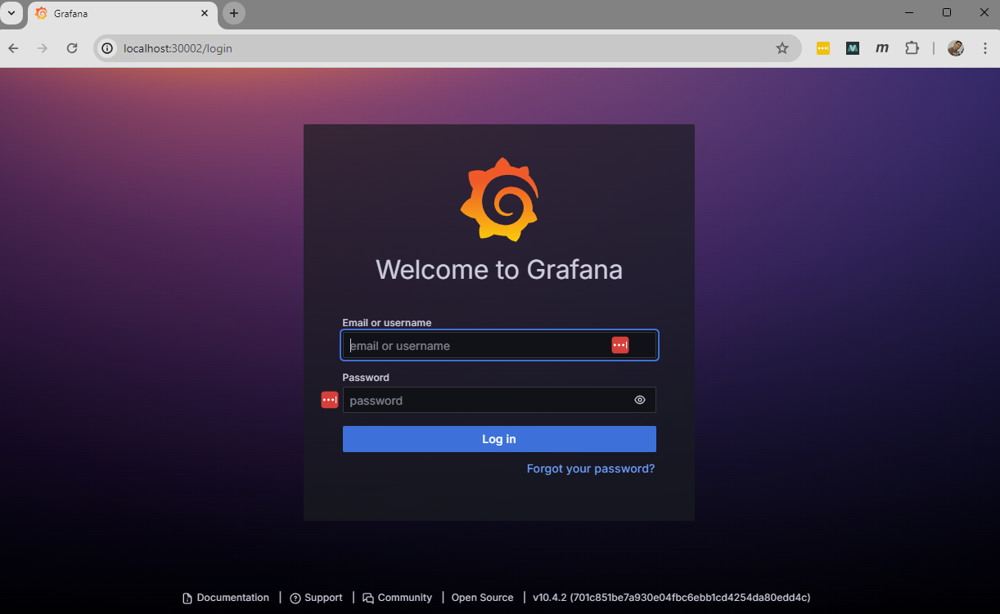 Grafana
localhost:30002/login
m
Welcome to Grafana
Email or username
email or username
Password
password
Log in
Forgot your password?
Documentation | Support | Community | Open Source | v10.4.2 (701c851be7a930e04fbc6ebb1cd4254da80edd4c)